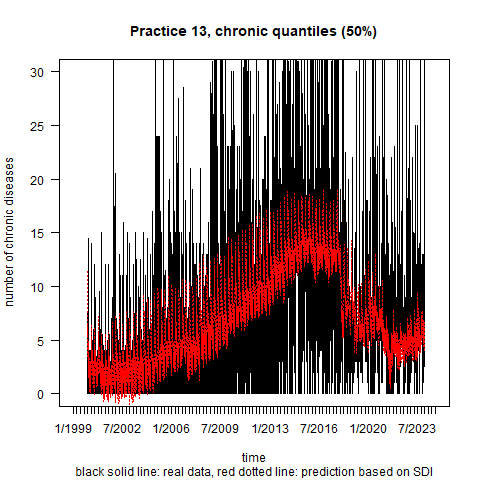 Practice 13, chronic quantiles (50%)
number of chronic diseases
30
25
20
15
10
5
0
1/1999 7/2002 1/2006 7/2009 1/2013 7/2016 1/2020 7/2023
time
black solid line: real data, red dotted line: prediction based on SDI